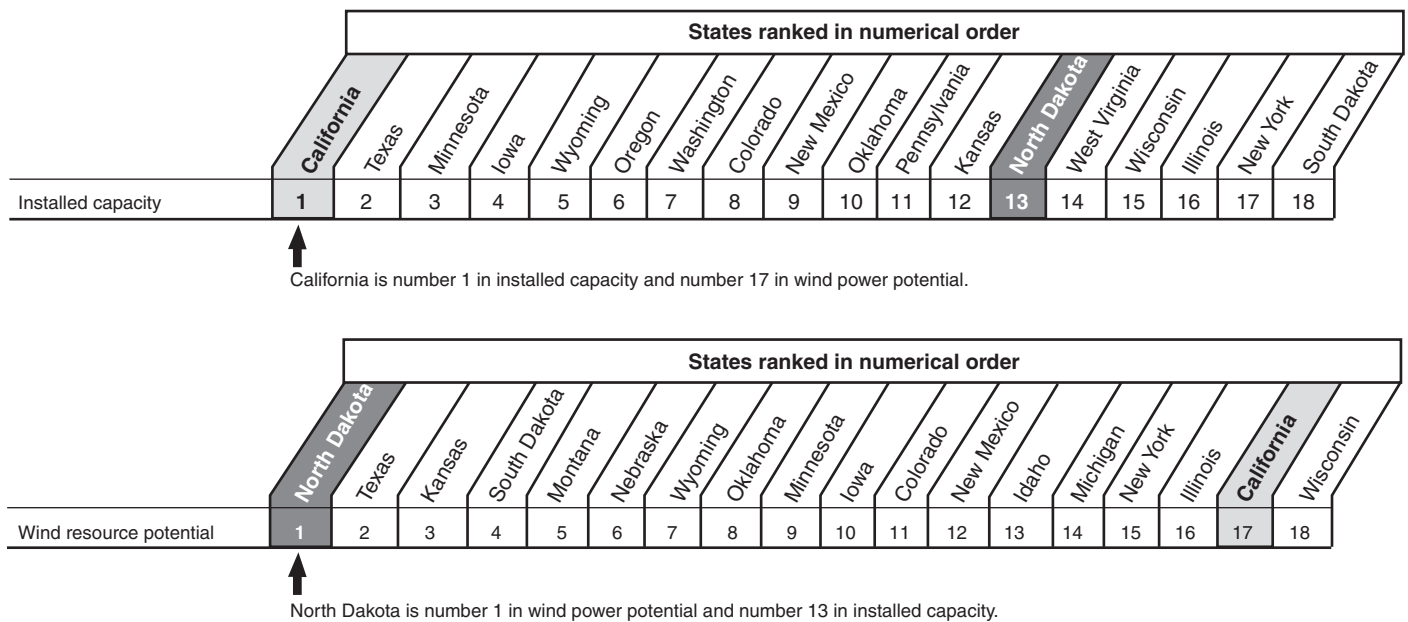 States ranked in numerical order
California Texas Minnesota Iowa Wyoming Oregon Washington Colorado New Mexico Oklahoma Pennsylvania Kansas North Dakota West Virginia Wisconsin Illinois New York South Dakota
Installed capacity 1 2 3 4 5 6 7 8 9 10 11 12 13 14 15 16 17 18
California is number 1 in installed capacity and number 17 in wind power potential.
States ranked in numerical order
North Dakota Texas Kansas South Dakota Montana Nebraska Wyoming Oklahoma Minnesota Iowa Colorado New Mexico Idaho Michigan New York Illinois California Wisconsin
Wind resource potential 1 2 3 4 5 6 7 8 9 10 11 12 13 14 15 16 17 18
North Dakota is number 1 in wind power potential and number 13 in installed capacity.